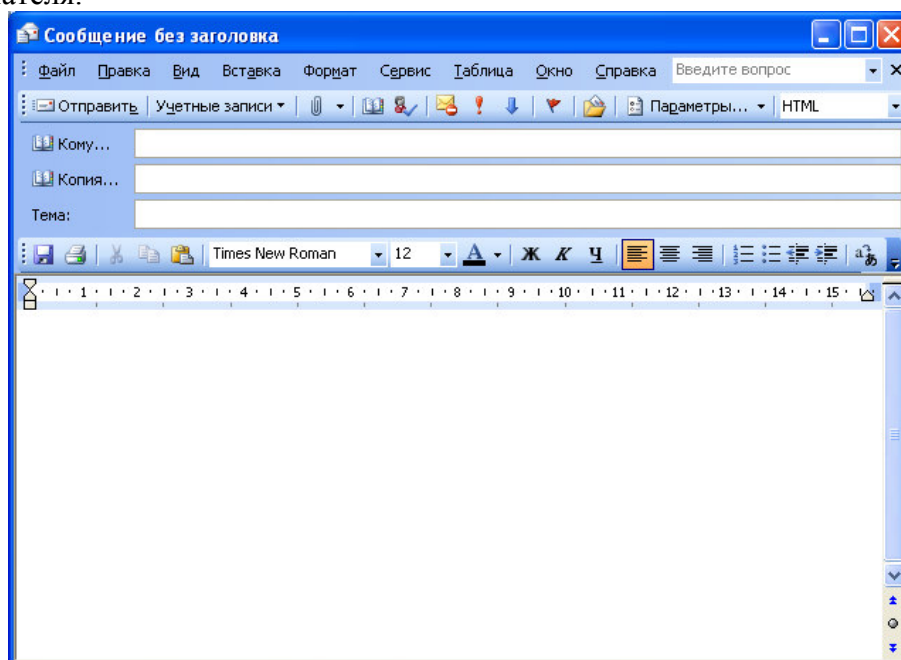 ателя.
Сообщение без заголовка
Файл Правка Вид Вставка Формат Сервис Таблица Окно Справка Введите вопрос
Отправить Учетные записи Параметры... HTML
Кому...
Копия...
Тема:
Times New Roman 12 A Ж К Ч
1 2 3 4 5 6 7 8 9 10 11 12 13 14 15